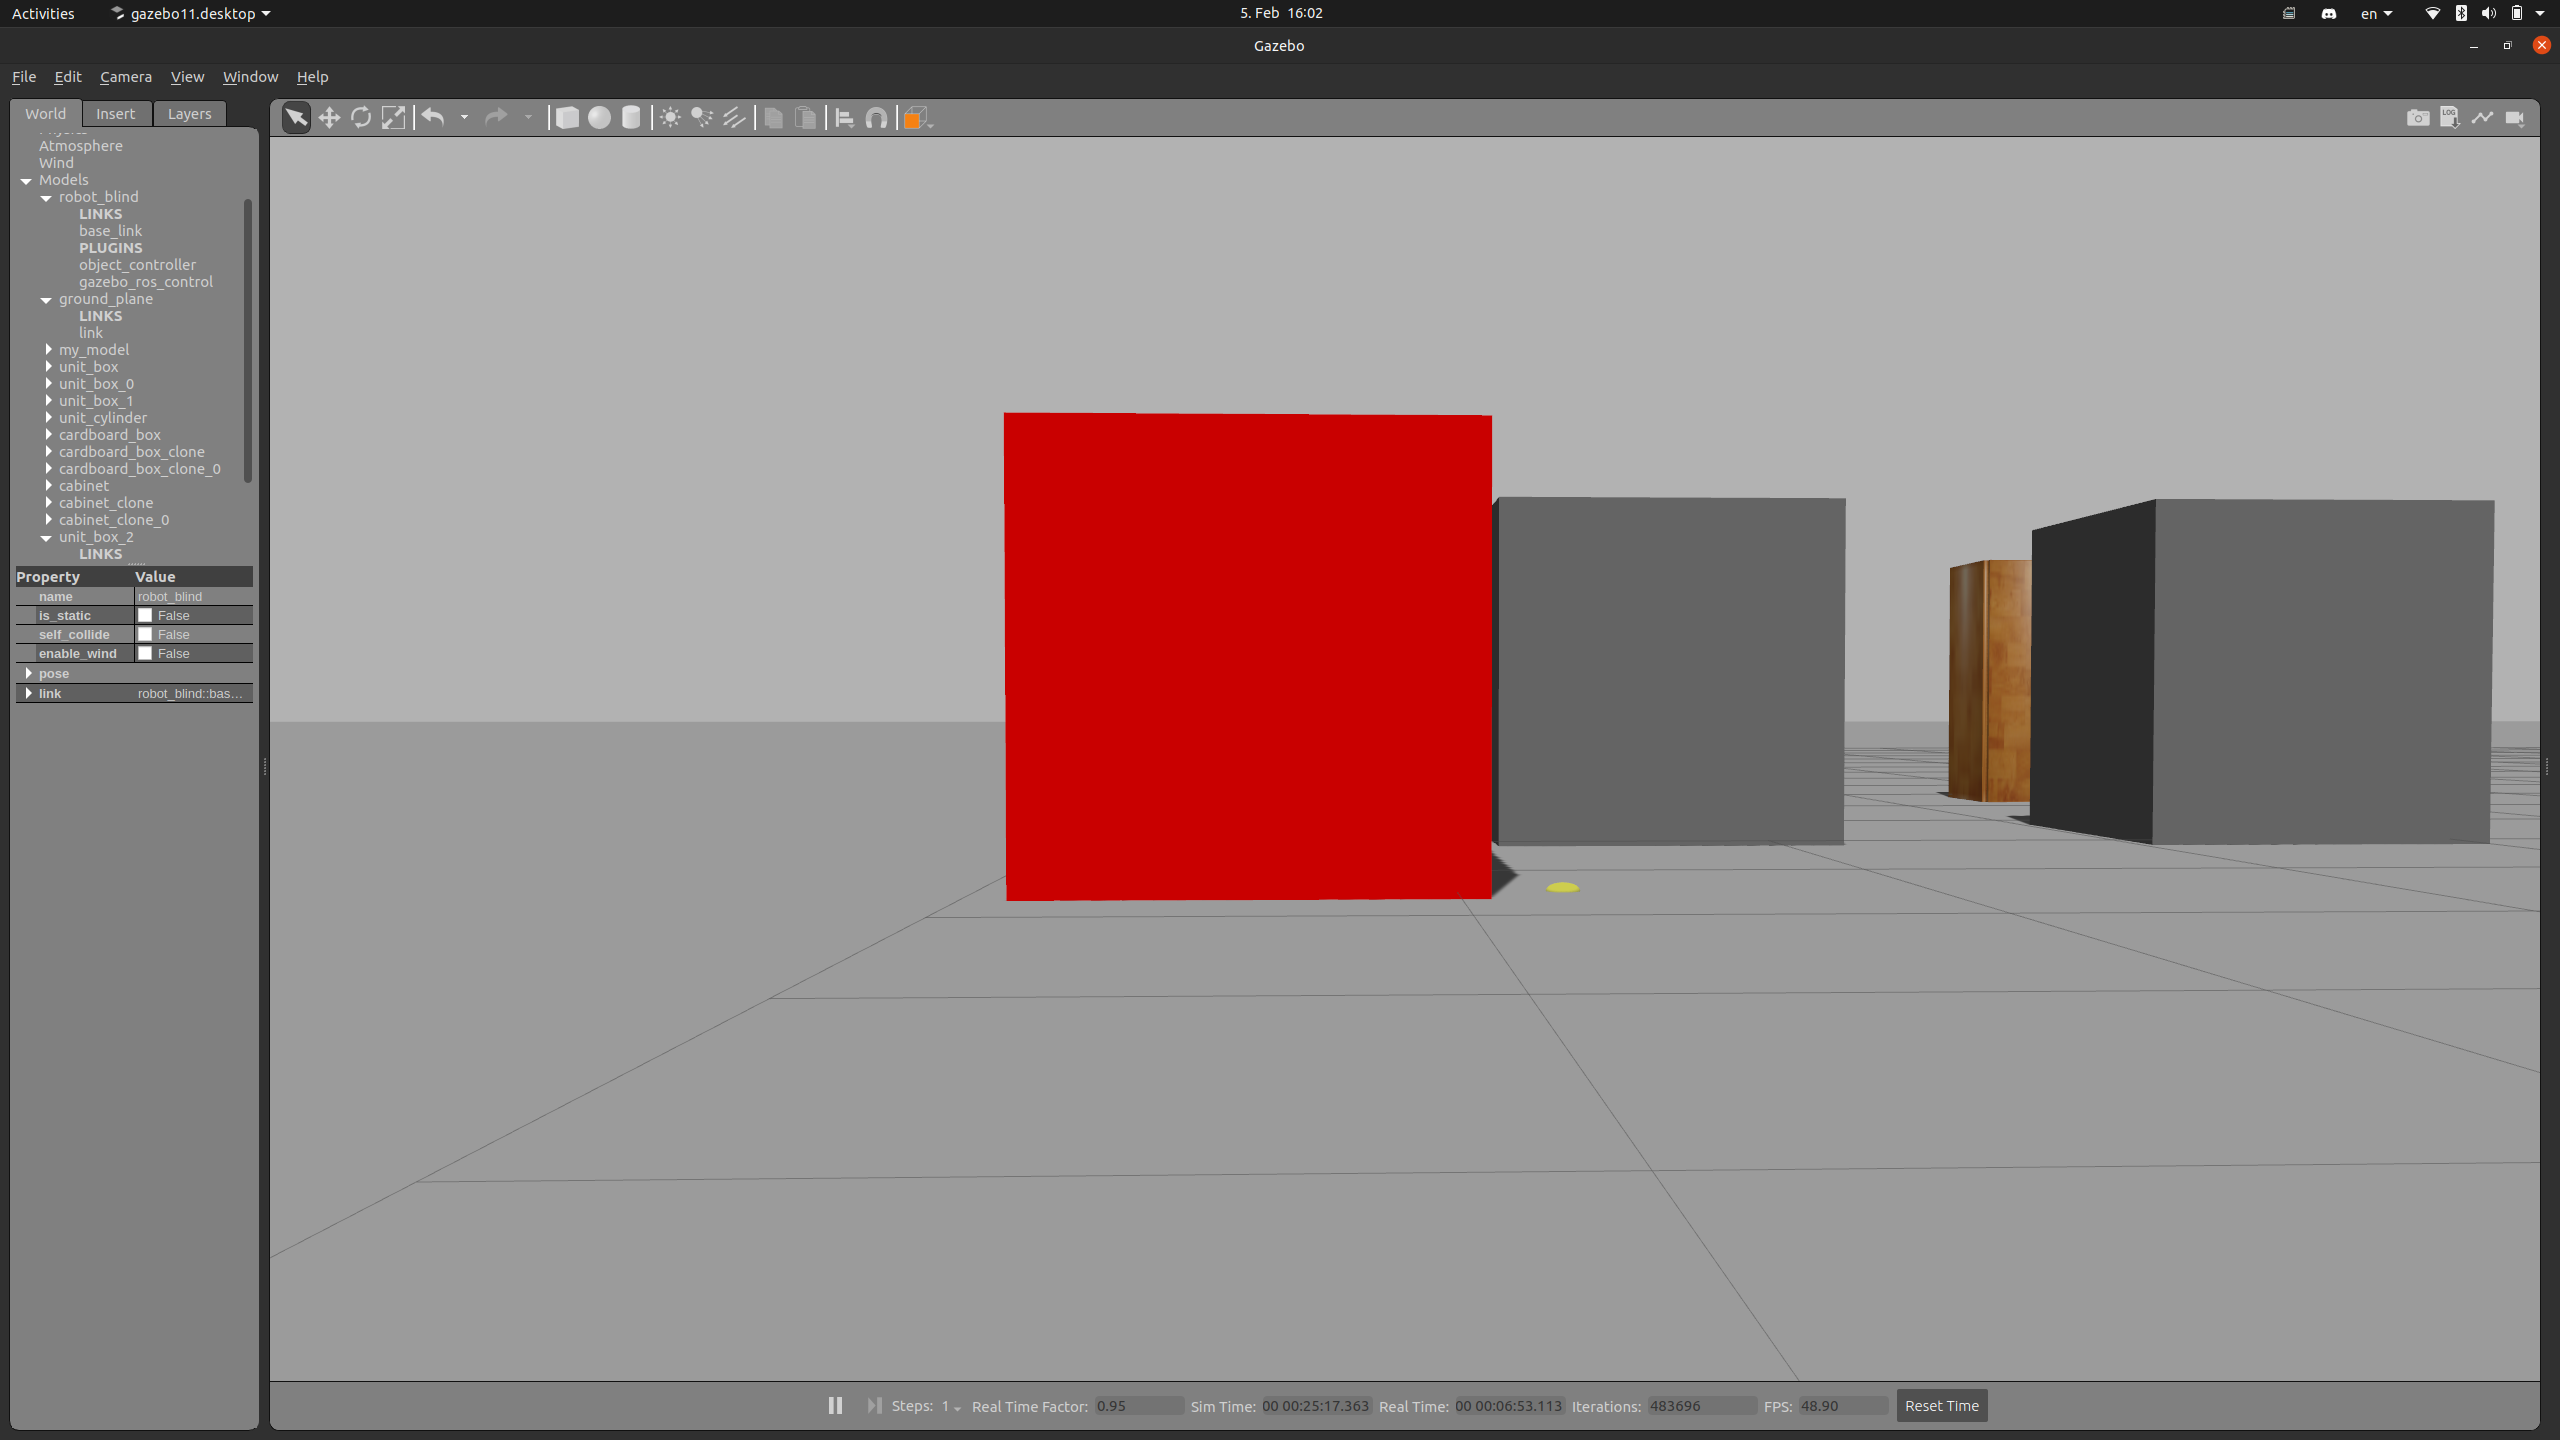 Activities gazebo11.desktop 5. Feb 16:02 en
Gazebo
File Edit Camera View Window Help
World Insert Layers
Physics
Atmosphere
Wind
Models
robot_blind
LINKS
base_link
PLUGINS
object_controller
gazebo_ros_control
ground_plane
LINKS
link
my_model
unit_box
unit_box_0
unit_box_1
unit_cylinder
cardboard_box
cardboard_box_clone
cardboard_box_clone_0
cabinet
cabinet_clone
cabinet_clone_0
unit_box_2
LINKS
Property Value
name robot_blind
is_static False
self_collide False
enable_wind False
pose
link robot_blind::bas...
LOG
Steps: 1 Real Time Factor: 0.95 Sim Time: 00 00:25:17.363 Real Time: 00 00:06:53.113 Iterations: 483696 FPS: 48.90 Reset Time